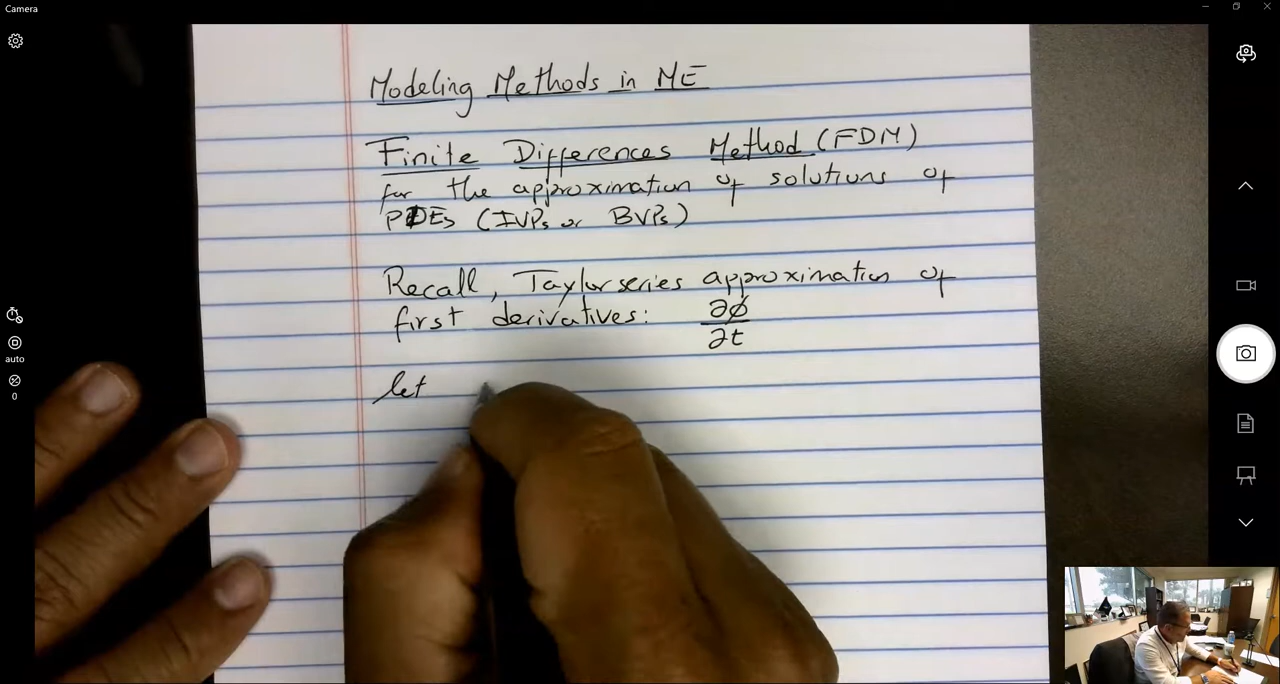 Camera
Modeling Methods in ME
Finite Differences Method (FDM)
for the approximation of solutions of
PDEs (IVPs or BVPs)
Recall, Taylor series approximation of
first derivatives: ∂ϕ/∂t
let
auto
0